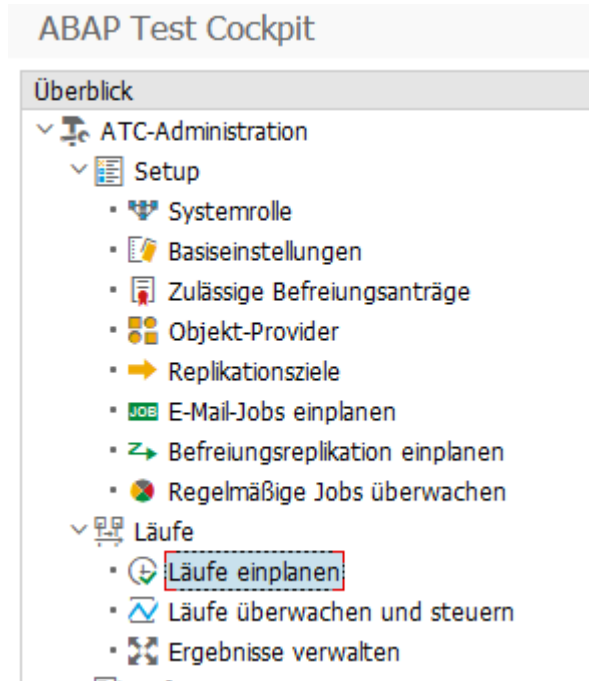 ABAP Test Cockpit
Überblick
ATC-Administration
Setup
Systemrolle
Basiseinstellungen
Zulässige Befreiungsanträge
Objekt-Provider
Replikationsziele
JOB E-Mail-Jobs einplanen
Befreiungsreplikation einplanen
Regelmäßige Jobs überwachen
Läufe
Läufe einplanen
Läufe überwachen und steuern
Ergebnisse verwalten